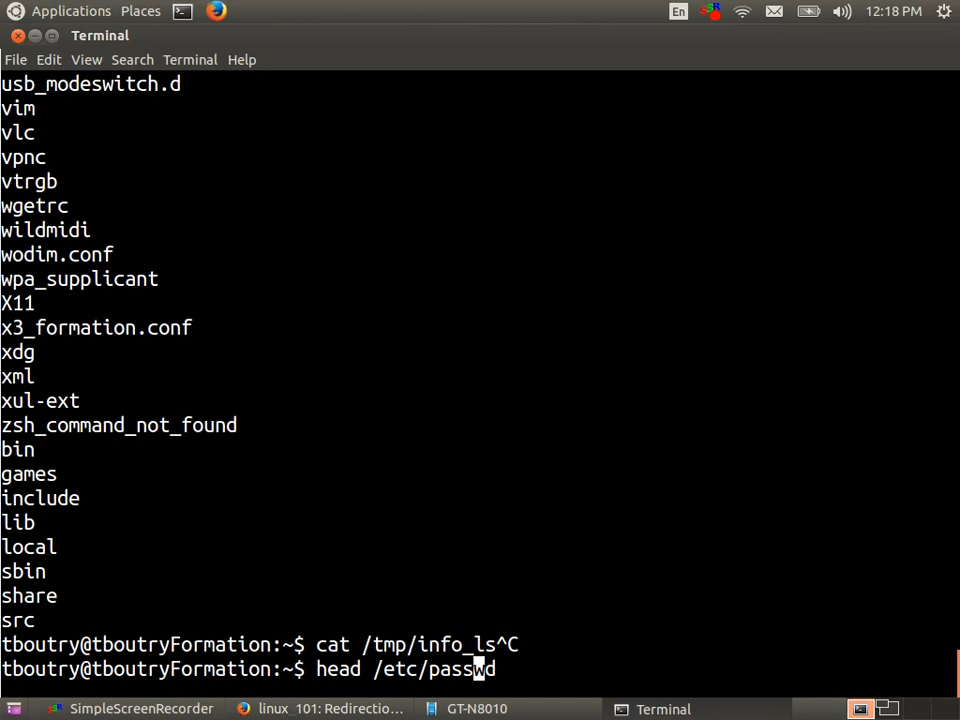 Applications Places En 12:18 PM
Terminal
File Edit View Search Terminal Help
usb_modeswitch.d
vim
vlc
vpnc
vtrgb
wgetrc
wildmidi
wodim.conf
wpa_supplicant
X11
x3_formation.conf
xdg
xml
xul-ext
zsh_command_not_found
bin
games
include
lib
local
sbin
share
src
tboutry@tboutryFormation:~$ cat /tmp/info_ls^C
tboutry@tboutryFormation:~$ head /etc/passwd
SimpleScreenRecorder linux_101: Redirectio... GT-N8010 Terminal